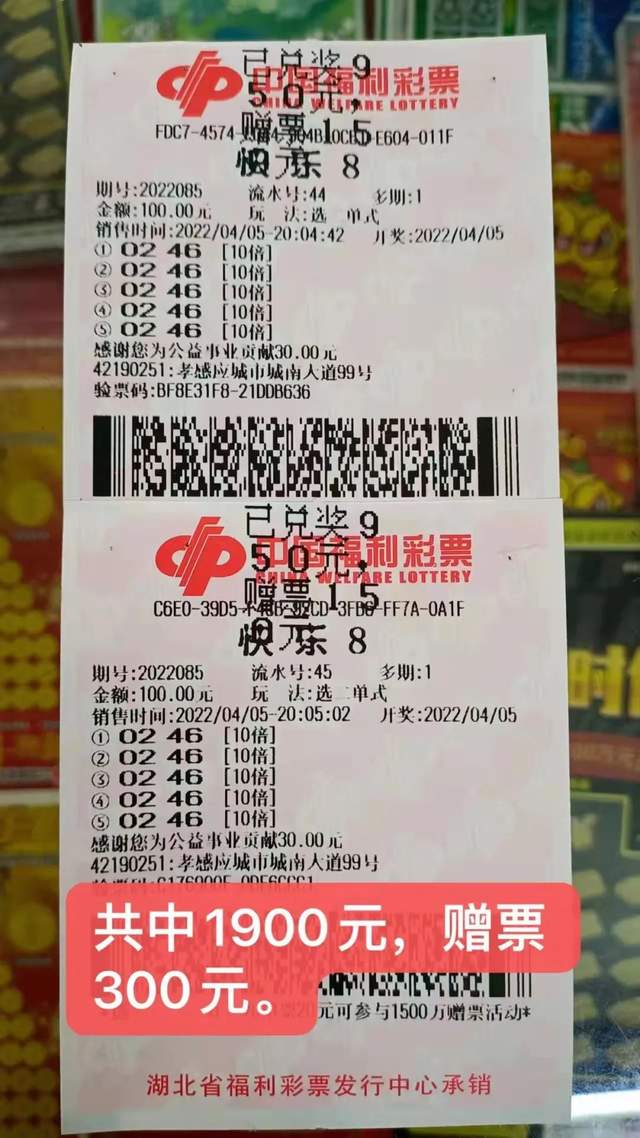 已兑奖9
50元,
中国福利彩票
CHINA WELFARE LOTTERY
赠票15
0元
快乐8
期号:2022085 流水号:44 多期:1
金额:100.00元 玩 法:选二单式
销售时间:2022/04/05-20:04:42 开奖:2022/04/05
① 02 46 [10倍]
② 02 46 [10倍]
③ 02 46 [10倍]
④ 02 46 [10倍]
⑤ 02 46 [10倍]
感谢您为公益事业贡献30.00元
42190251:孝感应城市城南大道99号
验票码:BF8E31F8-21DDB636
已兑奖9
50元,
中国福利彩票
CHINA WELFARE LOTTERY
赠票15
0元
快乐8
期号:2022085 流水号:45 多期:1
金额:100.00元 玩 法:选二单式
销售时间:2022/04/05-20:05:02 开奖:2022/04/05
① 02 46 [10倍]
② 02 46 [10倍]
③ 02 46 [10倍]
④ 02 46 [10倍]
⑤ 02 46 [10倍]
感谢您为公益事业贡献30.00元
42190251:孝感应城市城南大道99号
共中1900元，赠票
300元。
元可参与1500万赠票活动*
湖北省福利彩票发行中心承销